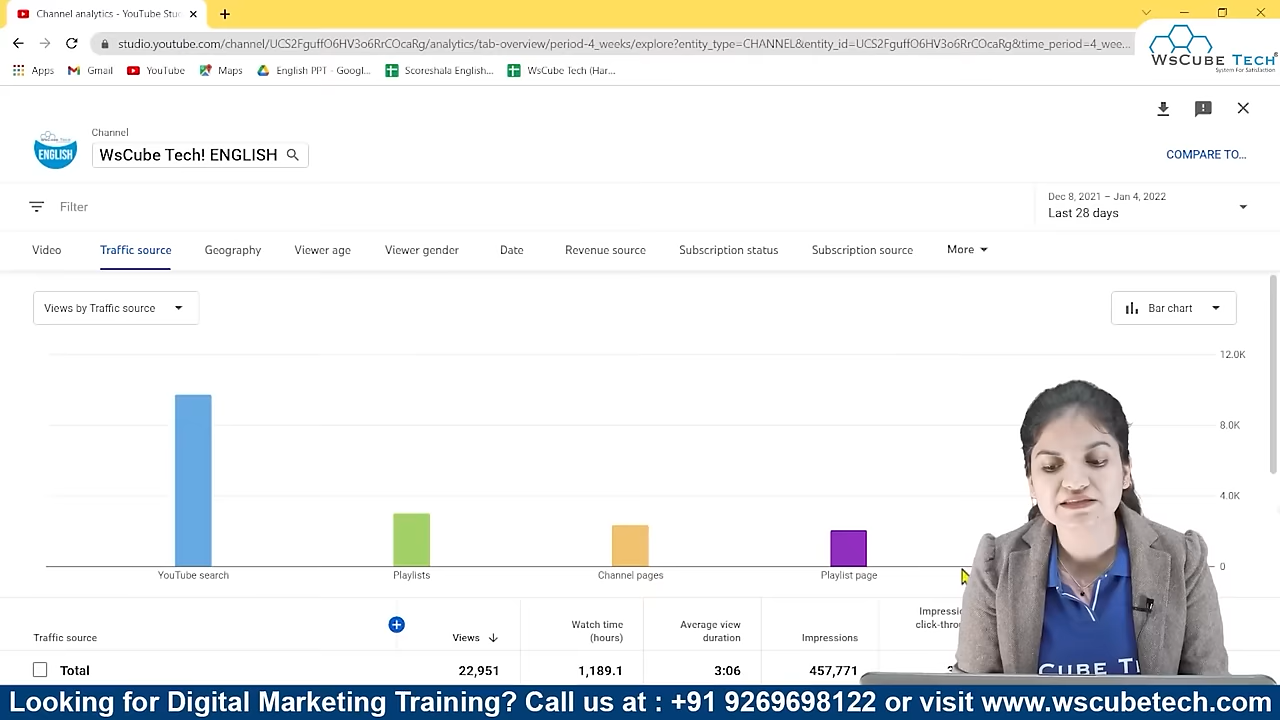 Channel analytics - YouTube Stu
studio.youtube.com/channel/UCS2FguffO6HV3o6RrCOcaRg/analytics/tab-overview/period-4_weeks/explore?entity_type=CHANNEL&entity_id=UCS2FguffO6HV3o6RrCOcaRg&time_period=4_wee...
WsCube Tech
System For Satisfaction
Apps Gmail YouTube Maps English PPT - Googl... Scoreshala English... WsCube Tech (Har...
Channel
ENGLISH
WsCube Tech! ENGLISH
COMPARE TO...
Filter
Dec 8, 2021 – Jan 4, 2022
Last 28 days
Video Traffic source Geography Viewer age Viewer gender Date Revenue source Subscription status Subscription source More
Views by Traffic source
Bar chart
12.0K
8.0K
4.0K
0
YouTube search Playlists Channel pages Playlist page
Traffic source
Views
Watch time
(hours)
Average view
duration
Impressions
Total 22,951 1,189.1 3:06 457,771
CUBE
Looking for Digital Marketing Training? Call us at : +91 9269698122 or visit www.wscubetech.com